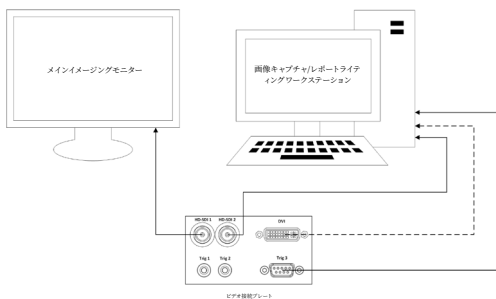 メインイメージングモニター
画像キャプチャ/レポートライテ
ィングワークステーション
HD-SDI 1 HD-SDI 2 DVI
Trig 1 Trig 2 Trig 3
ビデオ接続プレート